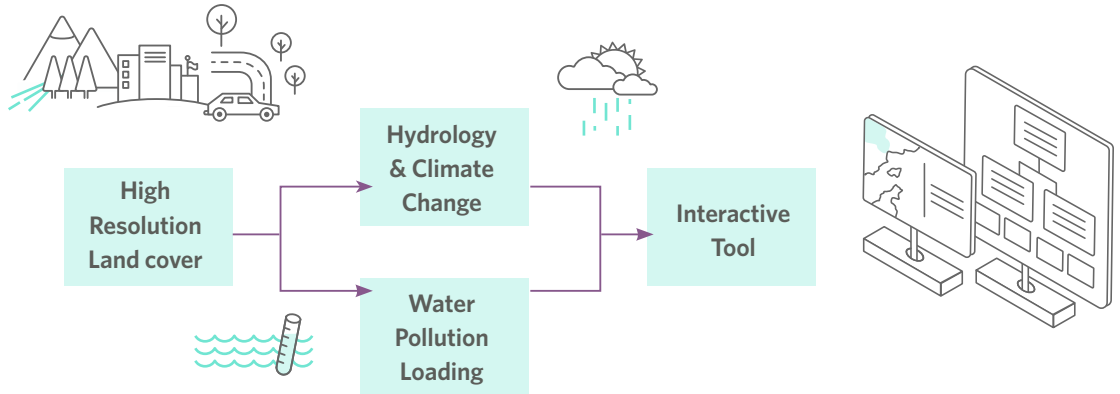 High
Resolution
Land cover
Hydrology
& Climate
Change
Water
Pollution
Loading
Interactive
Tool